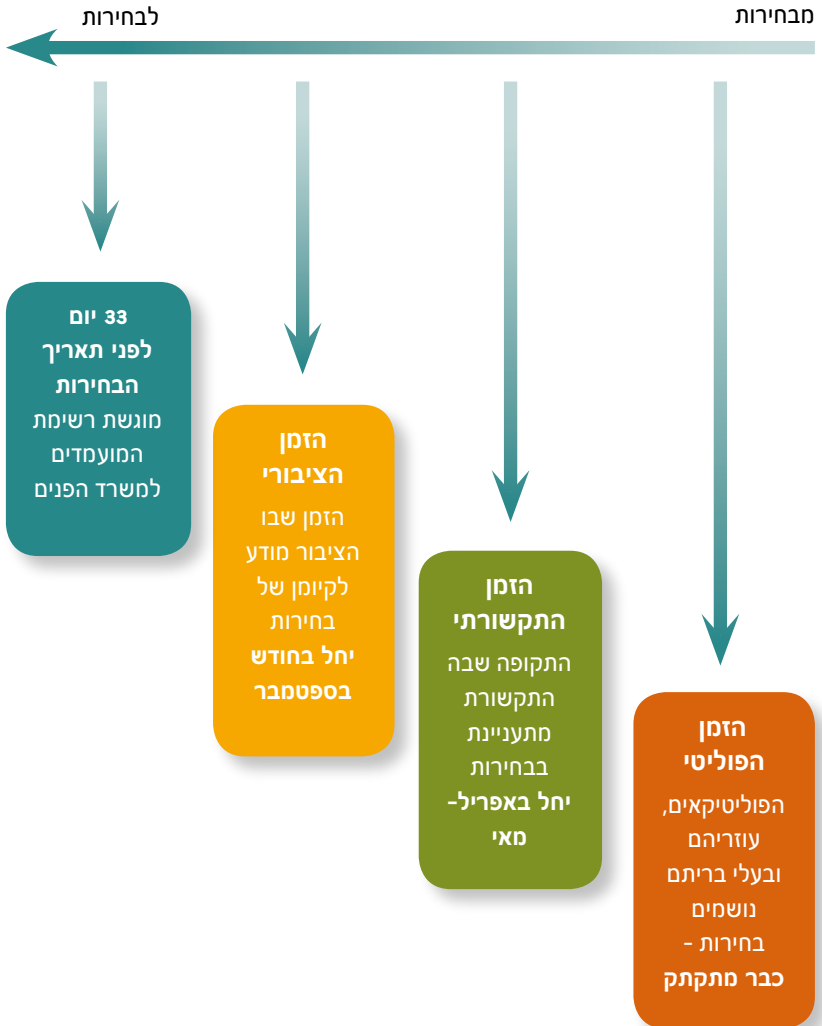 מבחירות
לבחירות
הזמן
הפוליטי
הפוליטיקאים,
עוזריהם
ובעלי בריתם
נושמים
בחירות -
כבר מתקתק
הזמן
התקשורתי
התקופה שבה
התקשורת
מתעניינת
בבחירות
יחל באפריל-
מאי
הזמן
הציבורי
הזמן שבו
הציבור מודע
לקיומן של
בחירות
יחל בחודש
בספטמבר
33 יום
לפני תאריך
הבחירות
מוגשת רשימת
המועמדים
למשרד הפנים